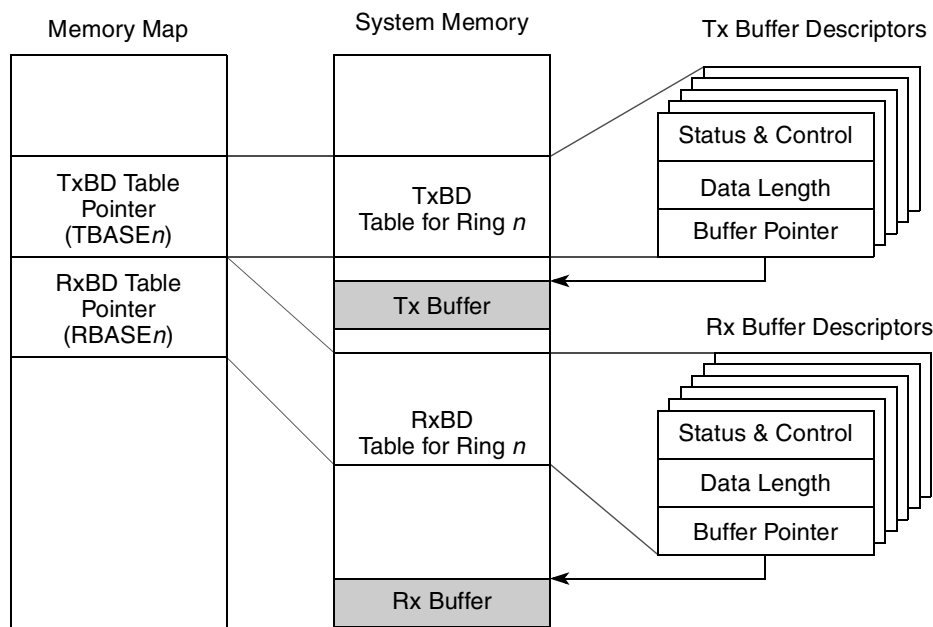 Memory Map
System Memory
Tx Buffer Descriptors
TxBD Table
Pointer
(TBASEn)
RxBD Table
Pointer
(RBASEn)
TxBD
Table for Ring n
Tx Buffer
RxBD
Table for Ring n
Rx Buffer
Status & Control
Data Length
Buffer Pointer
Rx Buffer Descriptors
Status & Control
Data Length
Buffer Pointer